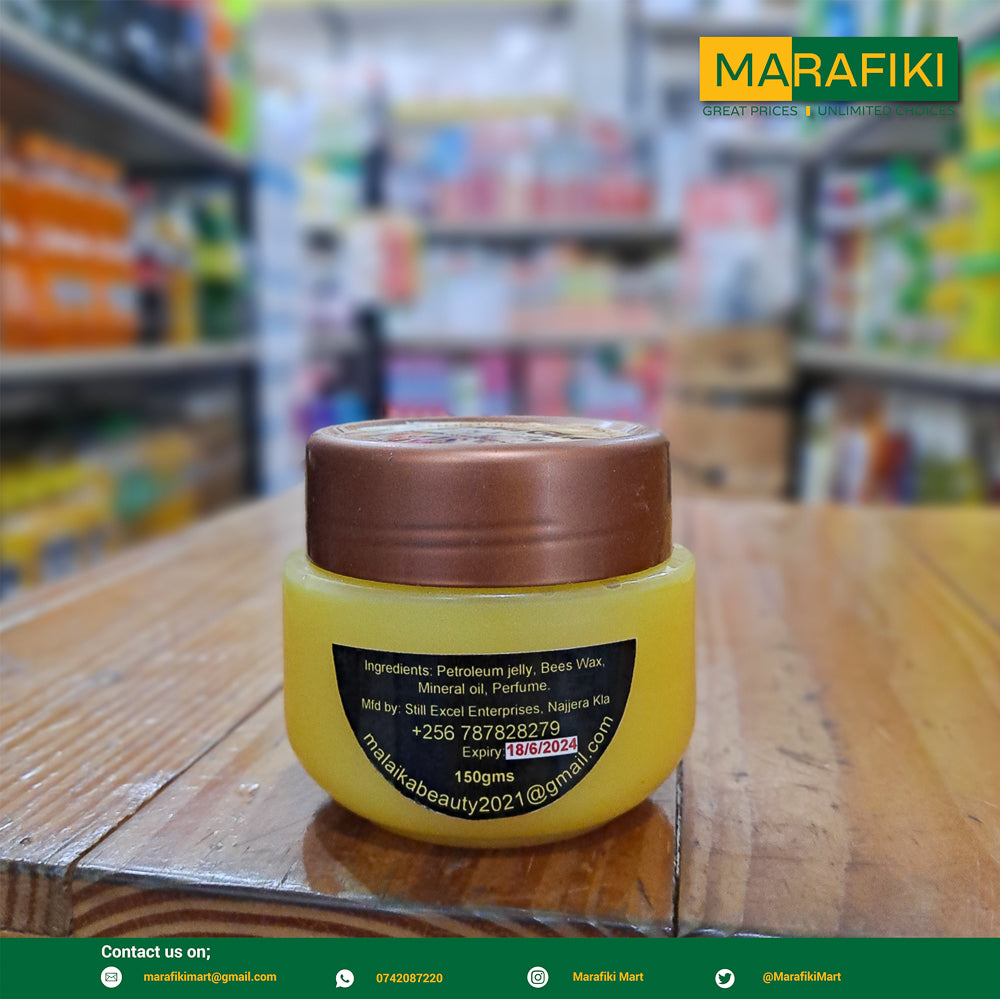 MARAFIKI
GREAT PRICES UNLIMITED CHOICES
Ingredients: Petroleum jelly, Bees Wax,
Mineral oil, Perfume.
Mfd by: Still Excel Enterprises, Najjera Kla
+256 787828279
Expiry: 18/6/2024
150gms
malaikabeauty2021@gmail.com
Contact us on;
marafikimart@gmail.com
0742087220
Marafiki Mart
@MarafikiMart